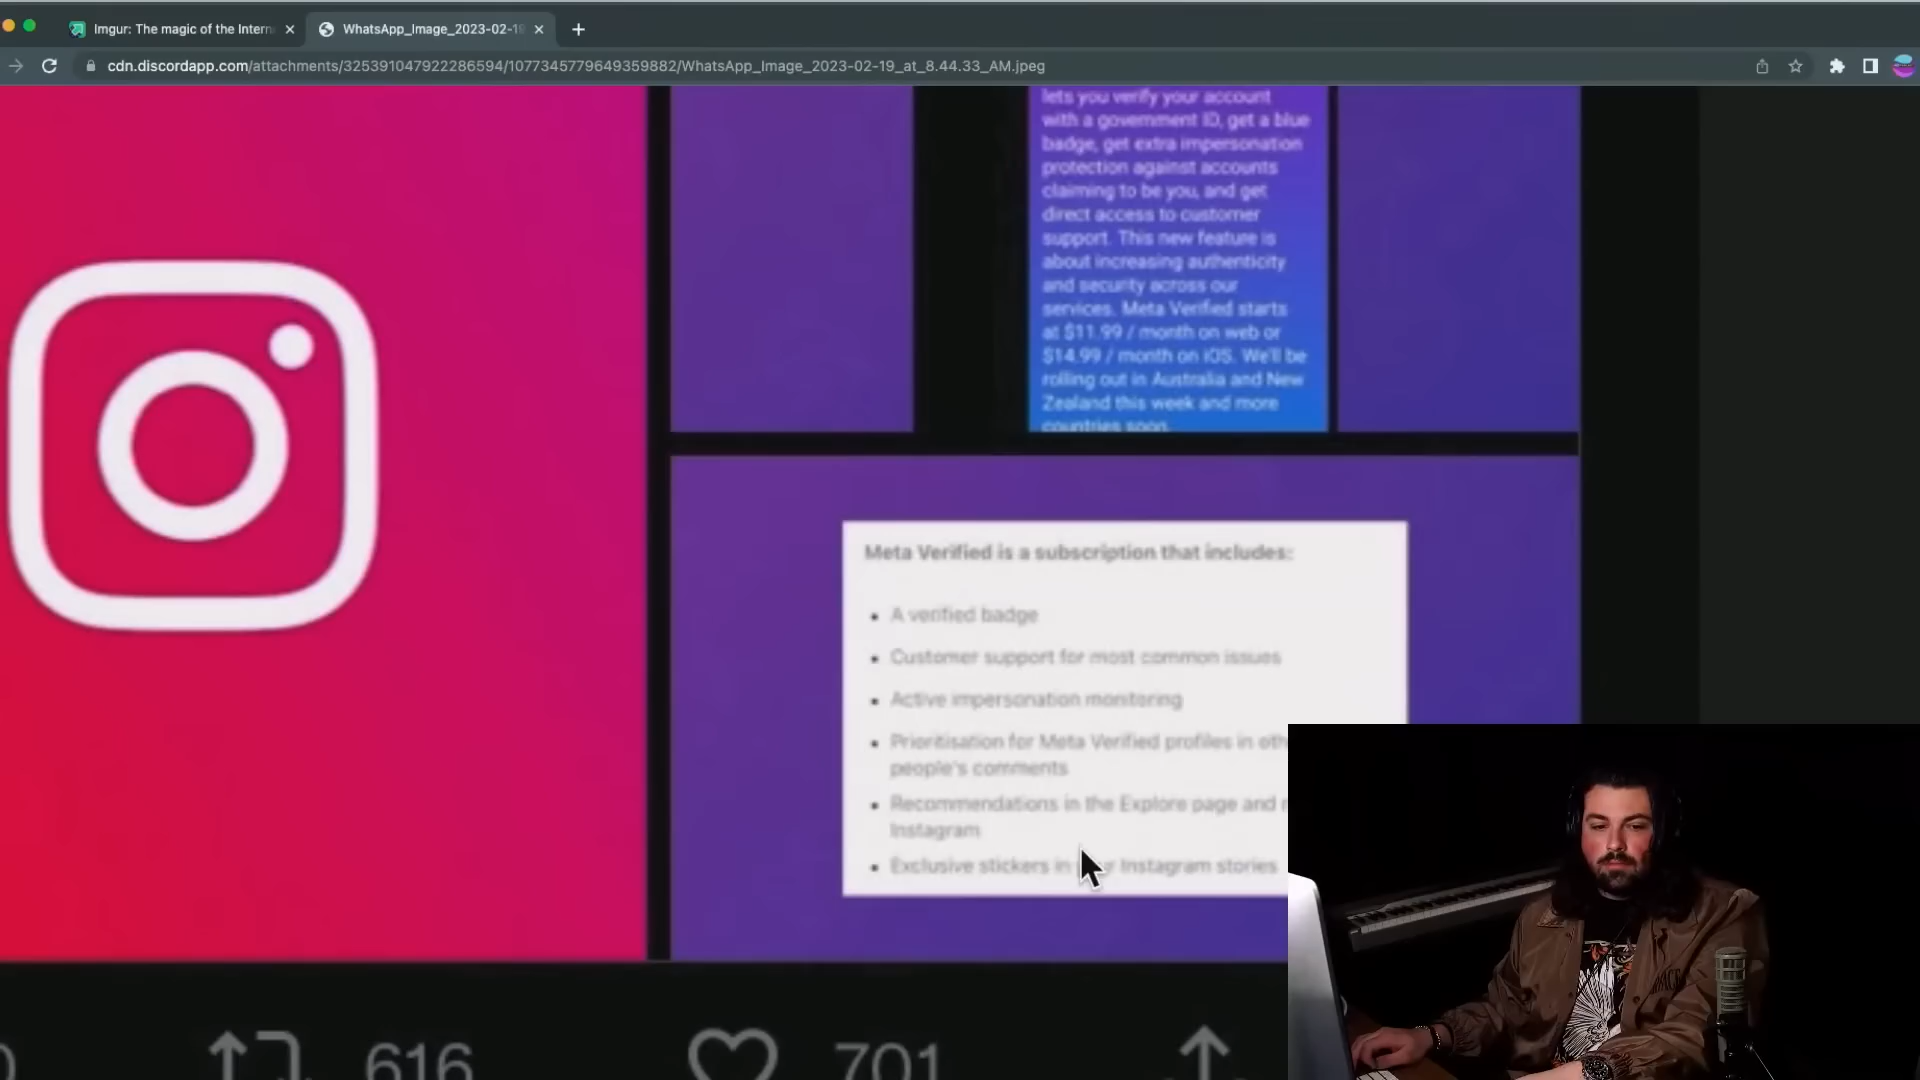 Imgur: The magic of the Intern
WhatsApp_Image_2023-02-19
cdn.discordapp.com/attachments/325391047922286594/1077345779649359882/WhatsApp_Image_2023-02-19_at_8.44.33_AM.jpeg
lets you verify your account
with a government ID, get a blue
badge, get extra impersonation
protection against accounts
claiming to be you, and get
direct access to customer
support. This new feature is
about increasing authenticity
and security across our
services. Meta Verified starts
at $11.99 / month on web or
$14.99 / month on iOS. We'll be
rolling out in Australia and New
Zealand this week and more
countries soon.
Meta Verified is a subscription that includes:
• A verified badge
• Customer support for most common issues
• Active impersonation monitoring
• Prioritisation for Meta Verified profiles in oth
people's comments
• Recommendations in the Explore page and
Instagram
• Exclusive stickers in Instagram stories
616
701